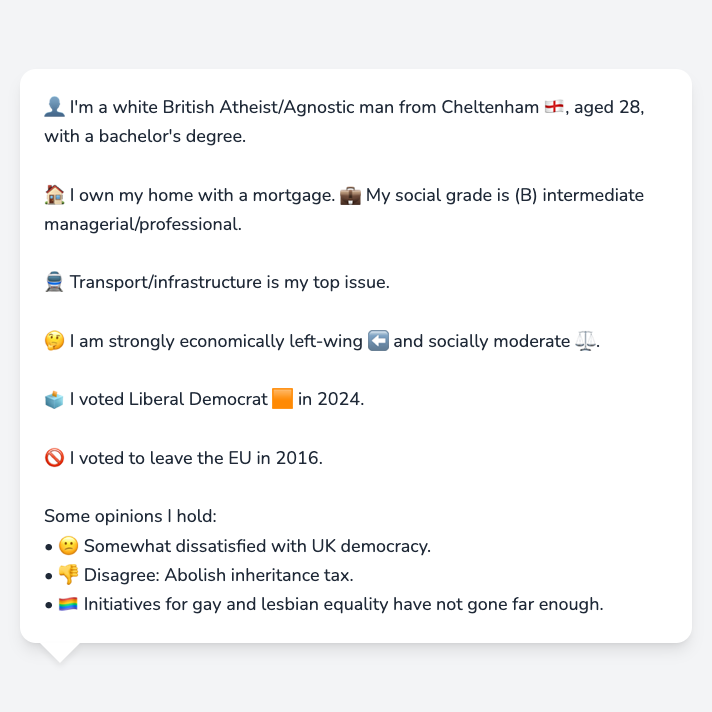 👤 I'm a white British Atheist/Agnostic man from Cheltenham 🏴󠁧󠁢󠁥󠁮󠁧󠁿, aged 28,
with a bachelor's degree.
🏠 I own my home with a mortgage. 💼 My social grade is (B) intermediate
managerial/professional.
🚆 Transport/infrastructure is my top issue.
🤔 I am strongly economically left-wing ⬅️ and socially moderate ⚖️.
🗳️ I voted Liberal Democrat 🟧 in 2024.
🚫 I voted to leave the EU in 2016.
Some opinions I hold:
• 😕 Somewhat dissatisfied with UK democracy.
• 👎 Disagree: Abolish inheritance tax.
• 🏳️‍🌈 Initiatives for gay and lesbian equality have not gone far enough.